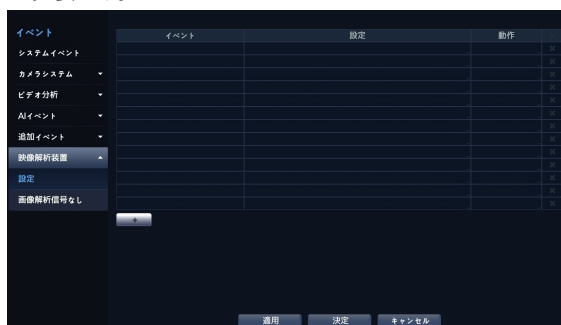 イベント
イベント 設定 動作
システムイベント
カメラシステム
ビデオ分析
AIイベント
追加イベント
映像解析装置
設定
画像解析信号なし
+
適用 決定 キャンセル